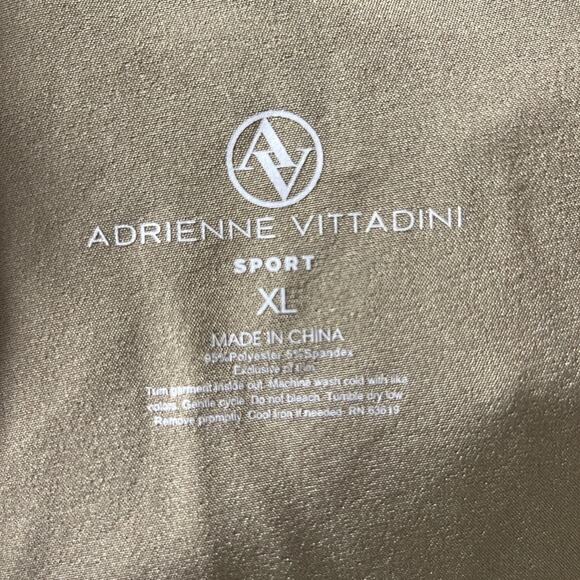 AV
ADRIENNE VITTADINI
SPORT
XL
MADE IN CHINA
95% Polyester 5% Spandex
Exclusive of
Turn garment inside out. Machine wash cold with like
colors. Gentle cycle. Do not bleach. Tumble dry low
Remove promptly. Cool iron if needed. RN 63619